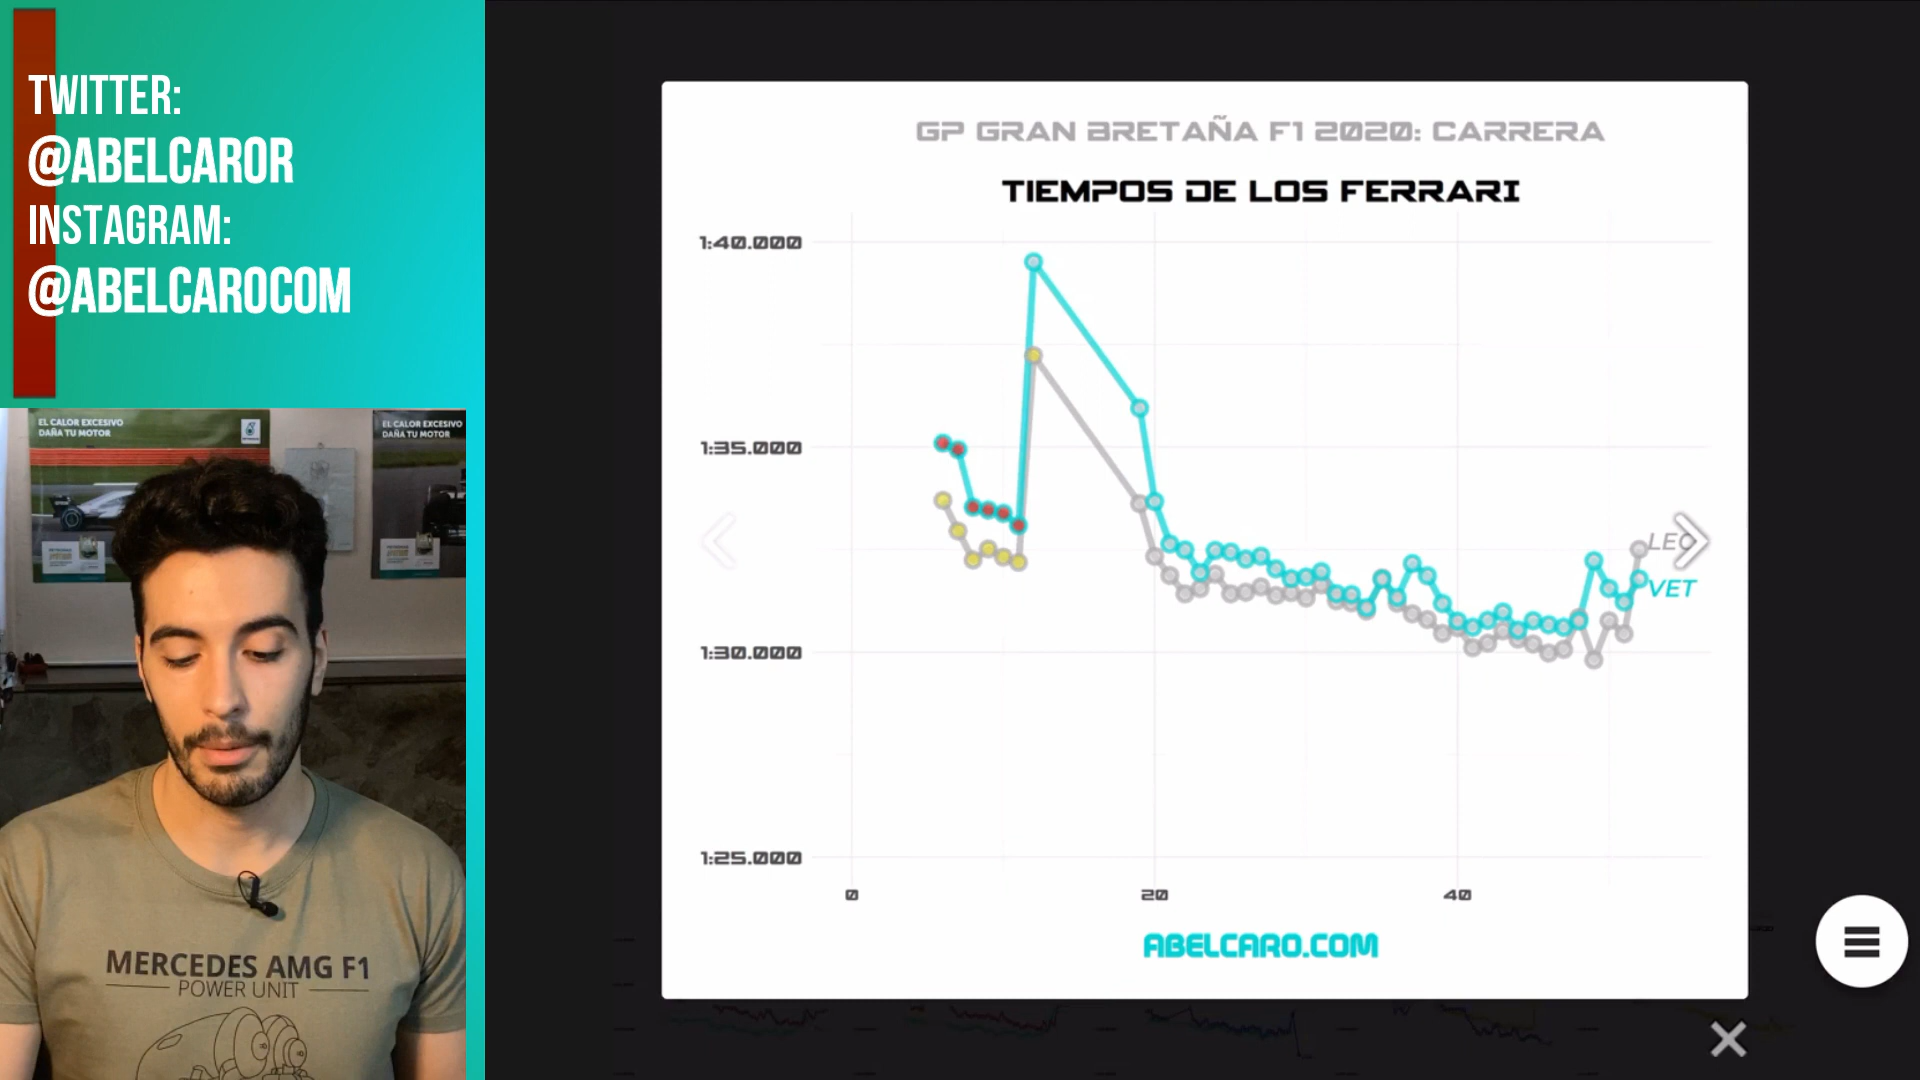 TWITTER:
@ABELCAROR
INSTAGRAM:
@ABELCAROCOM
EL CALOR EXCESIVO
DAÑA TU MOTOR
EL CALOR EXCESIVO
DAÑA TU MOTOR
MERCEDES AMG F1
POWER UNIT
GP GRAN BRETAÑA F1 2020: CARRERA
TIEMPOS DE LOS FERRARI
1:40.000
1:35.000
1:30.000
1:25.000
LEC
VET
0 20 40
ABELCARO.COM